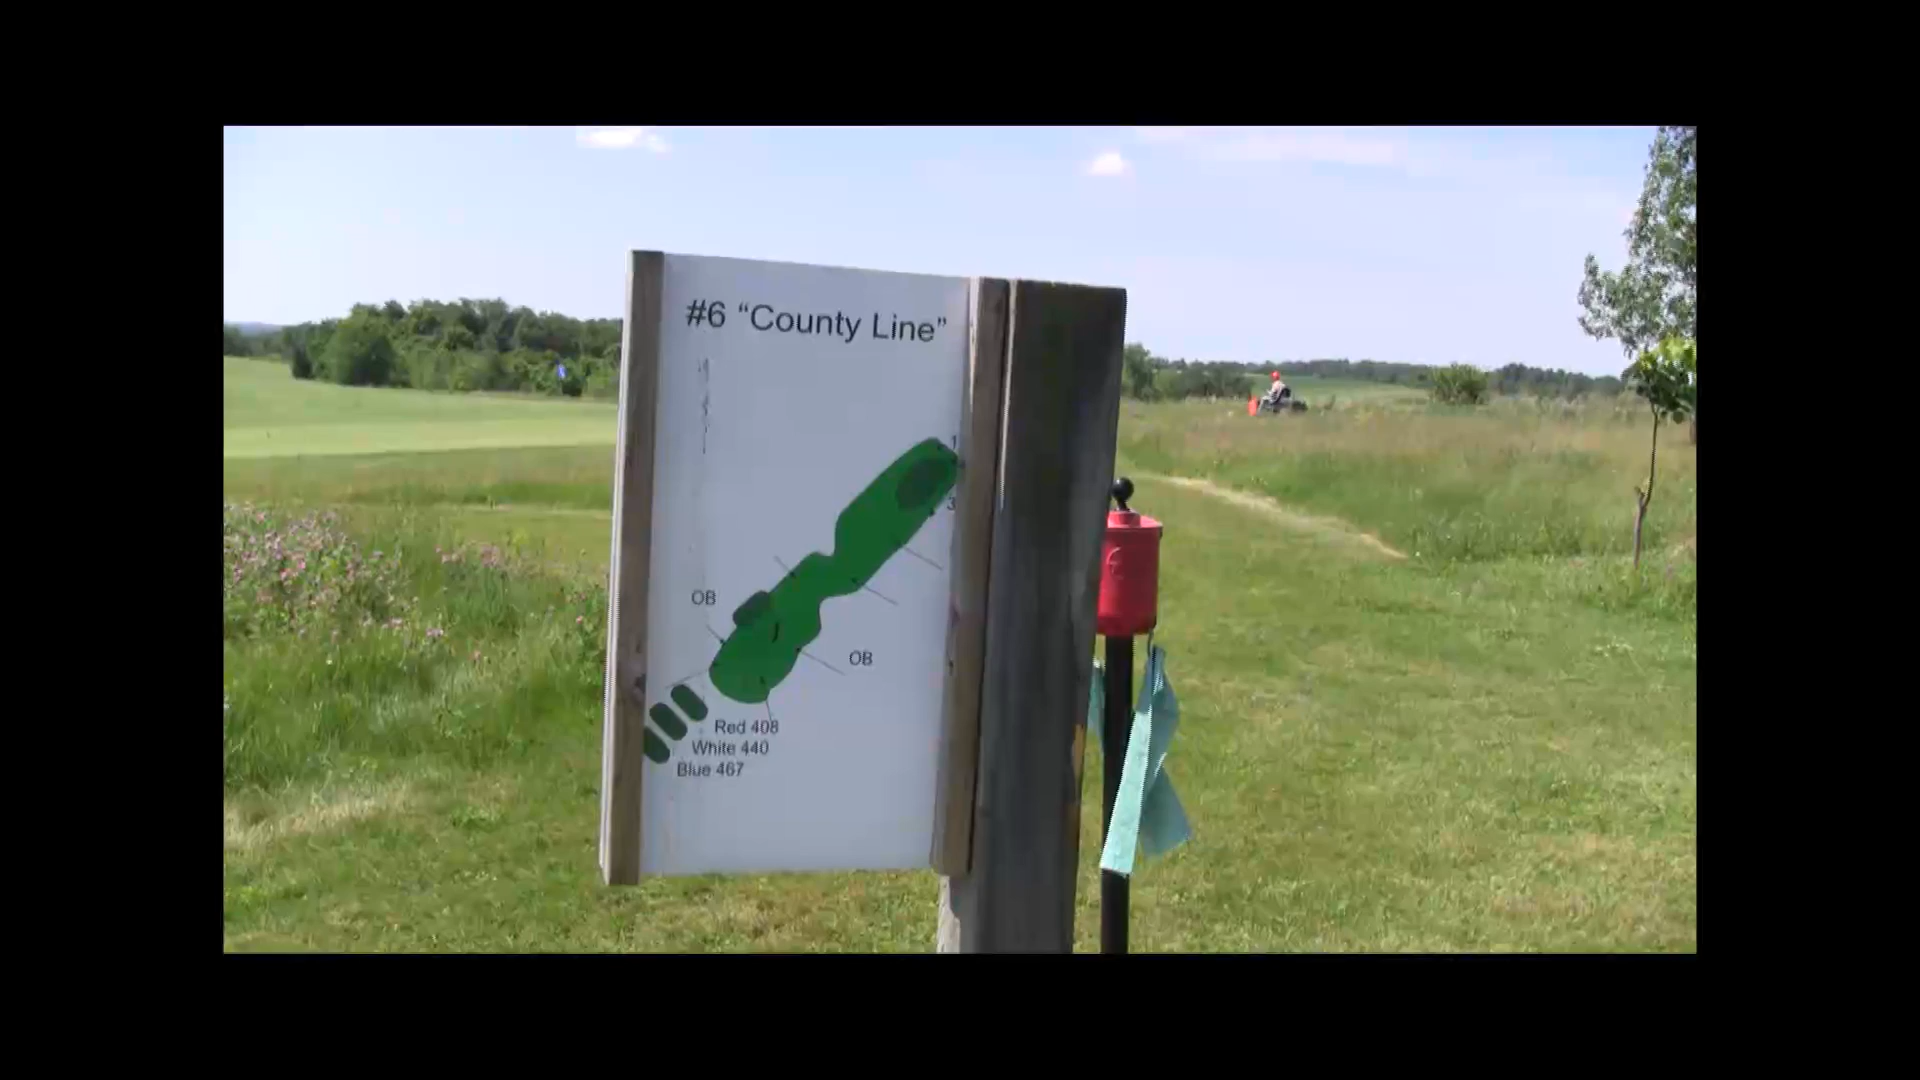 #6 “County Line”
1
3
OB
OB
Red 408
White 440
Blue 467